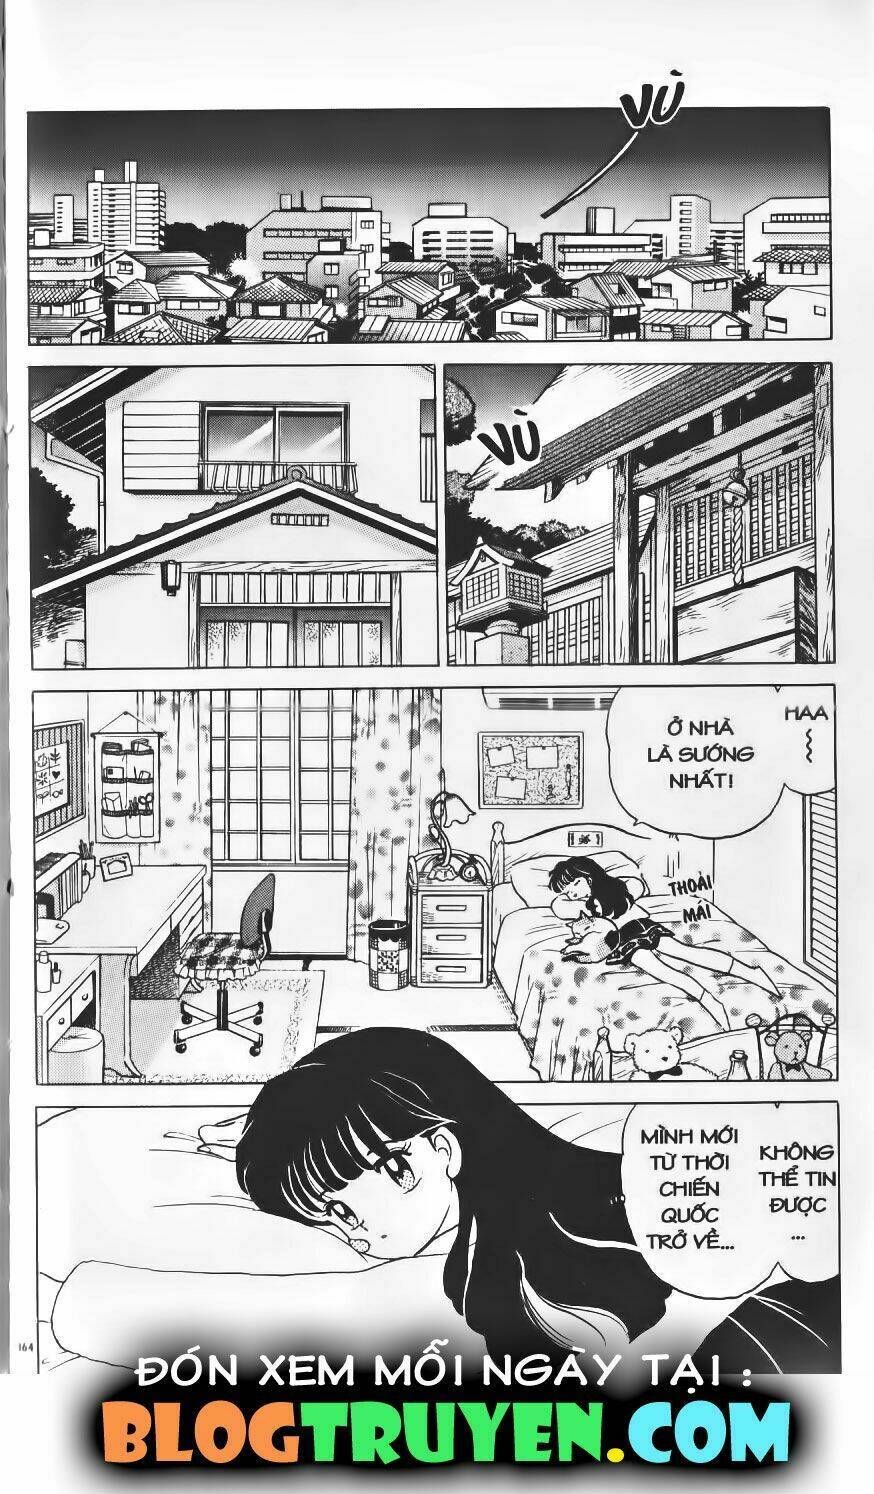 VÙ
VÙ
HAA
Ở NHÀ
LÀ SƯỚNG
NHẤT!
THOẢI
MÁI
KHÔNG
THỂ TIN
ĐƯỢC
...
MÌNH MỚI
TỪ THỜI
CHIẾN
QUỐC
TRỞ VỀ...
164
ĐÓN XEM MỖI NGÀY TẠI :
BLOGTRUYEN.COM